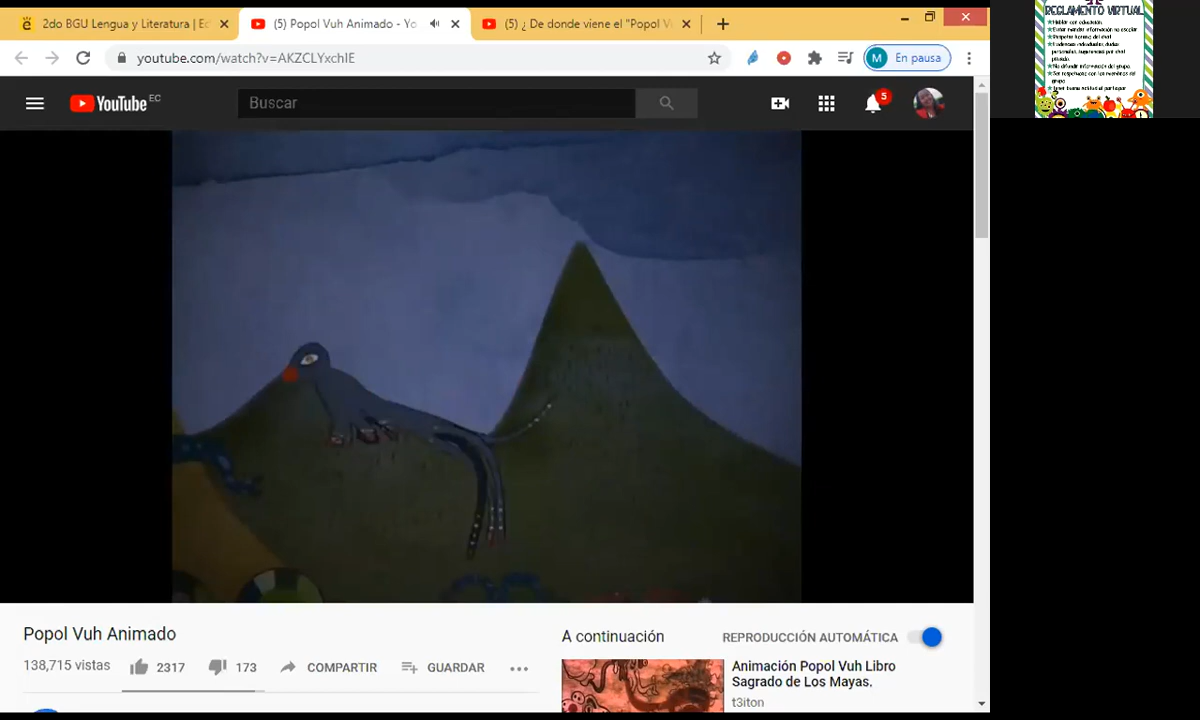 2do BGU Lengua y Literatura | Ec
(5) Popol Vuh Animado - Yo
(5) ¿ De donde viene el "Popol V
youtube.com/watch?v=AKZCLYxchlE
M
En pausa
YouTube EC
Buscar
5
REGLAMENTO VIRTUAL
Popol Vuh Animado
138,715 vistas
2317
173
COMPARTIR
GUARDAR
A continuación
REPRODUCCIÓN AUTOMÁTICA
Animación Popol Vuh Libro
Sagrado de Los Mayas.
t3iton